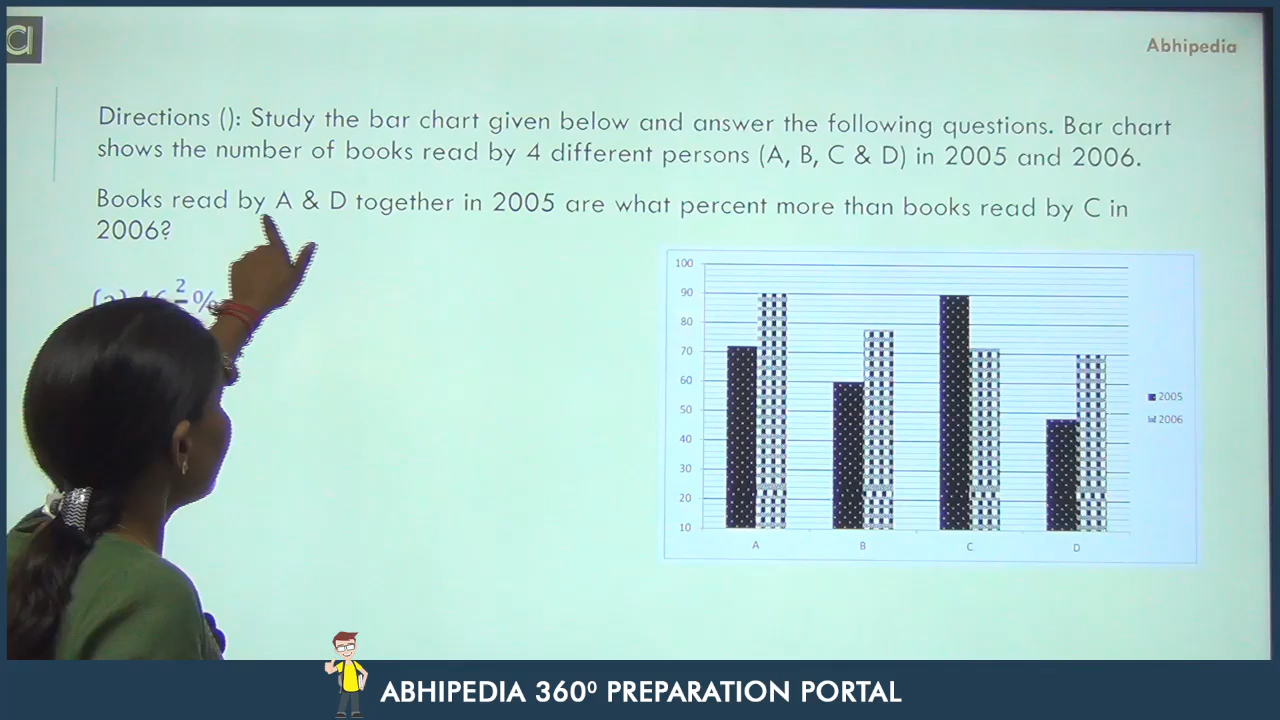 a
Abhipedia
Directions (): Study the bar chart given below and answer the following questions. Bar chart
shows the number of books read by 4 different persons (A, B, C & D) in 2005 and 2006.
Books read by A & D together in 2005 are what percent more than books read by C in
2006?
2
%
100
90
80
70
60
50
40
30
20
10
A B C D
2005
2006
ABHIPEDIA 360⁰ PREPARATION PORTAL